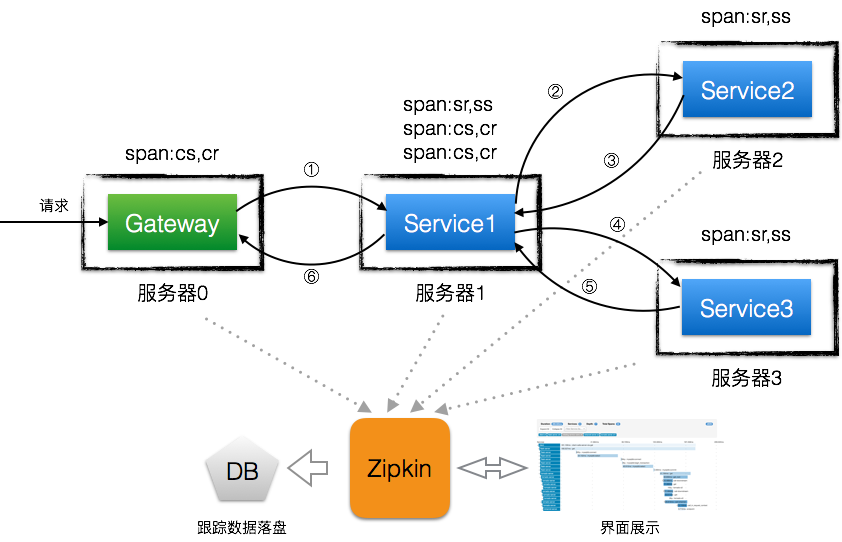 span:sr,ss
Service2
服务器2
②
span:sr,ss
span:cs,cr
span:cs,cr
span:cs,cr
①
③
请求
Gateway
Service1
④
span:sr,ss
⑥
⑤
服务器0
服务器1
Service3
服务器3
DB
Zipkin
跟踪数据落盘
界面展示